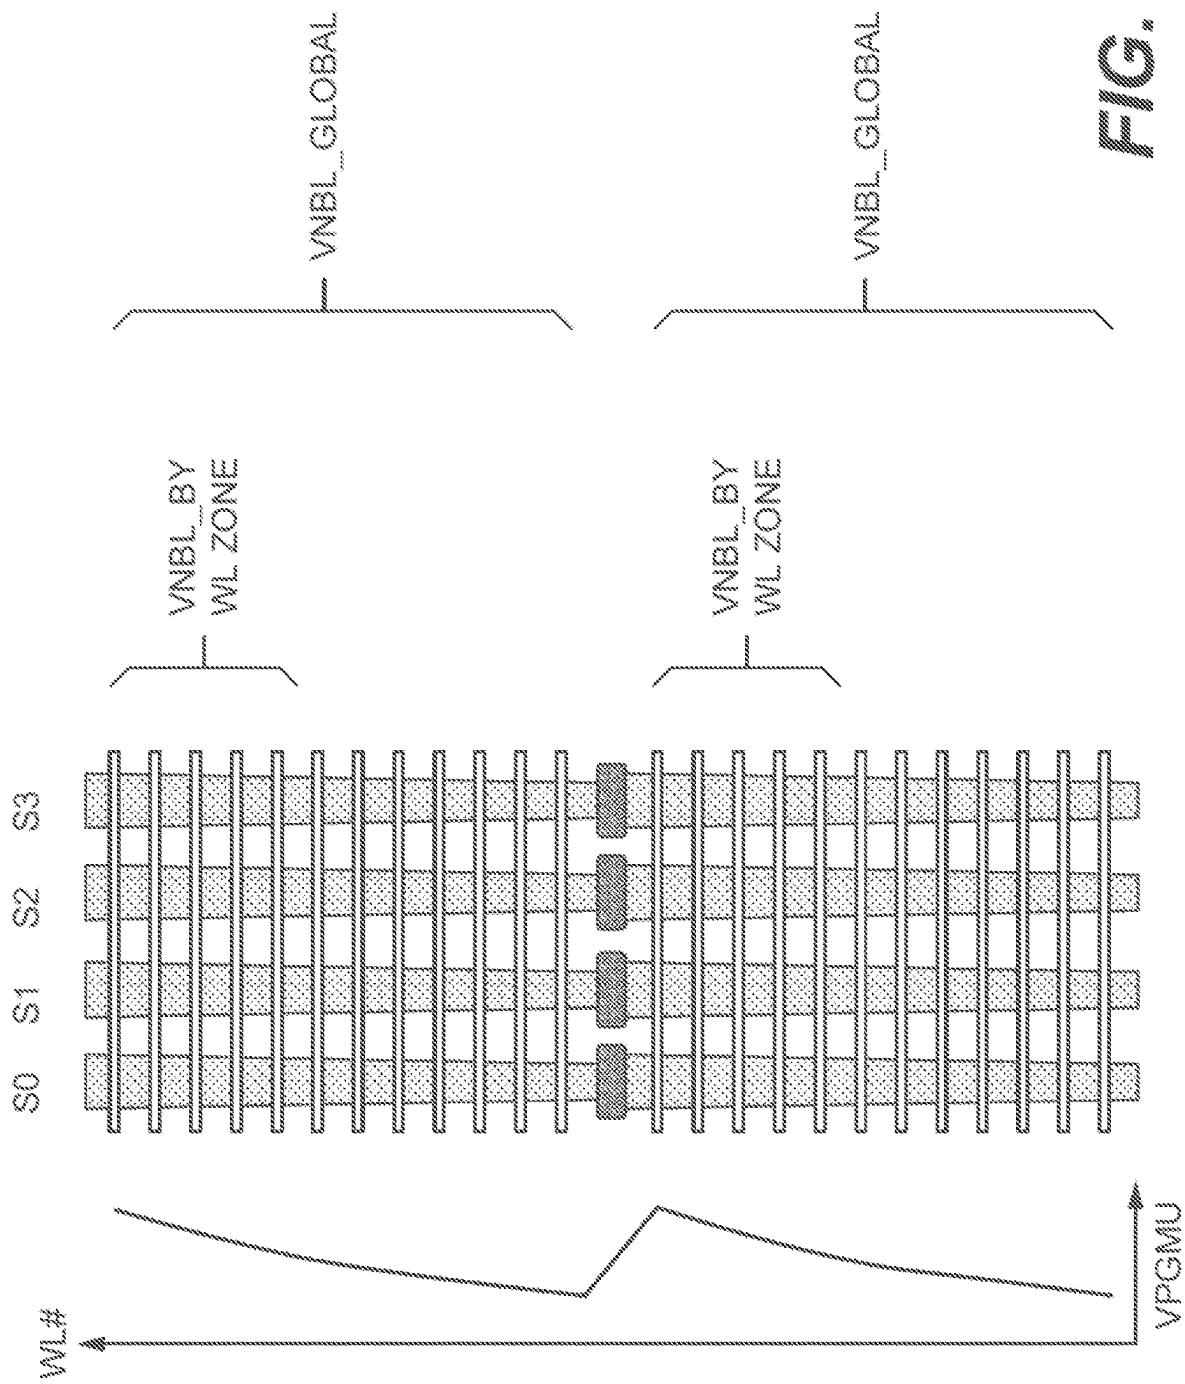 S0
S1
S2
S3
WL#
VPGMU
VNBL_BY
WL ZONE
VNBL_GLOBAL
VNBL_BY
WL ZONE
VNBL_GLOBAL
FIG.